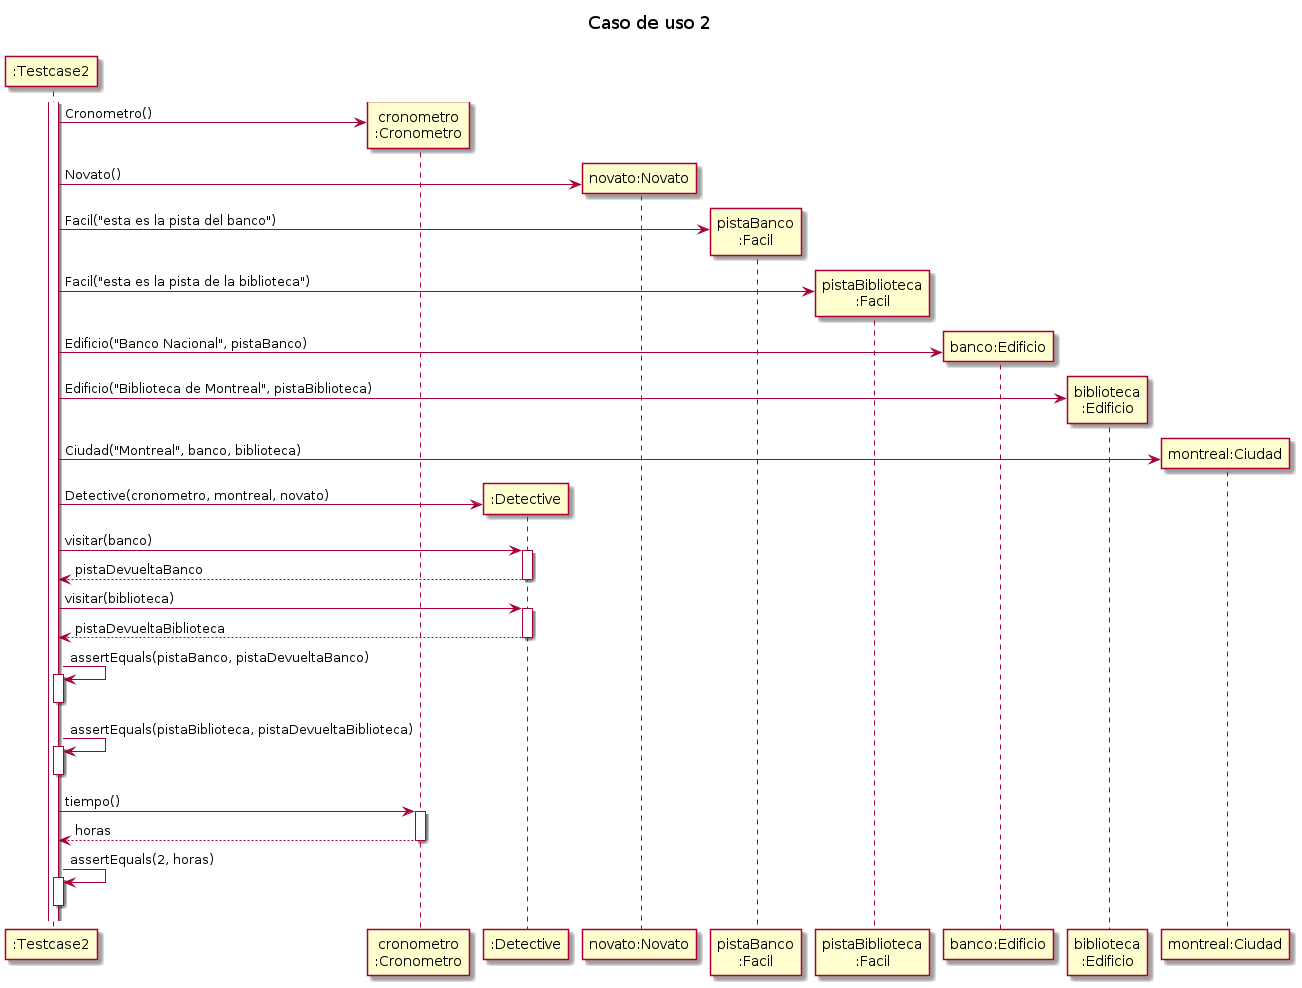 Caso de uso 2
:Testcase2
Cronometro()
cronometro
:Cronometro
Novato()
novato:Novato
Facil("esta es la pista del banco")
pistaBanco
:Facil
Facil("esta es la pista de la biblioteca")
pistaBiblioteca
:Facil
Edificio("Banco Nacional", pistaBanco)
banco:Edificio
Edificio("Biblioteca de Montreal", pistaBiblioteca)
biblioteca
:Edificio
Ciudad("Montreal", banco, biblioteca)
montreal:Ciudad
Detective(cronometro, montreal, novato)
:Detective
visitar(banco)
pistaDevueltaBanco
visitar(biblioteca)
pistaDevueltaBiblioteca
assertEquals(pistaBanco, pistaDevueltaBanco)
assertEquals(pistaBiblioteca, pistaDevueltaBiblioteca)
tiempo()
horas
assertEquals(2, horas)
:Testcase2
cronometro
:Cronometro
:Detective
novato:Novato
pistaBanco
:Facil
pistaBiblioteca
:Facil
banco:Edificio
biblioteca
:Edificio
montreal:Ciudad